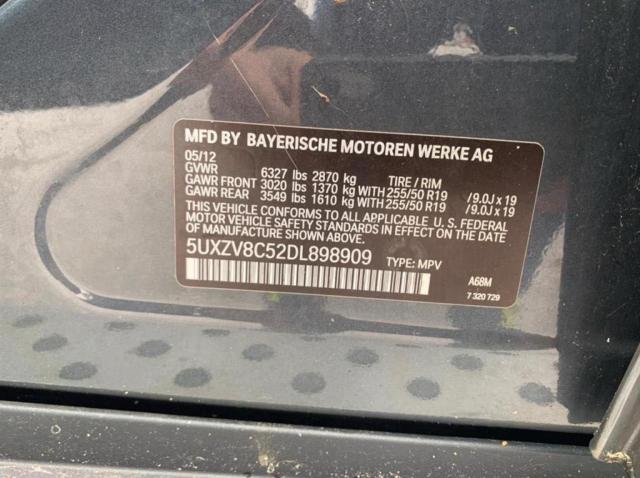 MFD BY BAYERISCHE MOTOREN WERKE AG
05/12
GVWR 6327 lbs 2870 kg TIRE / RIM
GAWR FRONT 3020 lbs 1370 kg WITH 255/50 R19 /9.0J x 19
GAWR REAR 3549 lbs 1610 kg WITH 255/50 R19 /9.0J x 19
THIS VEHICLE CONFORMS TO ALL APPLICABLE U. S. FEDERAL
MOTOR VEHICLE SAFETY STANDARDS IN EFFECT ON THE DATE
OF MANUFACTURE SHOWN ABOVE.
5UXZV8C52DL898909 TYPE: MPV
A68M
7 320 729